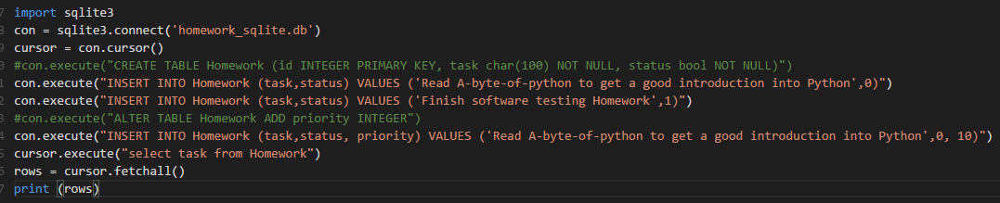 import sqlite3
con = sqlite3.connect('homework_sqlite.db')
cursor = con.cursor()
#con.execute("CREATE TABLE Homework (id INTEGER PRIMARY KEY, task char(100) NOT NULL, status bool NOT NULL)")
con.execute("INSERT INTO Homework (task,status) VALUES ('Read A-byte-of-python to get a good introduction into Python',0)")
con.execute("INSERT INTO Homework (task,status) VALUES ('Finish software testing Homework',1)")
#con.execute("ALTER TABLE Homework ADD priority INTEGER")
con.execute("INSERT INTO Homework (task,status, priority) VALUES ('Read A-byte-of-python to get a good introduction into Python',0, 10)")
cursor.execute("select task from Homework")
rows = cursor.fetchall()
print (rows)